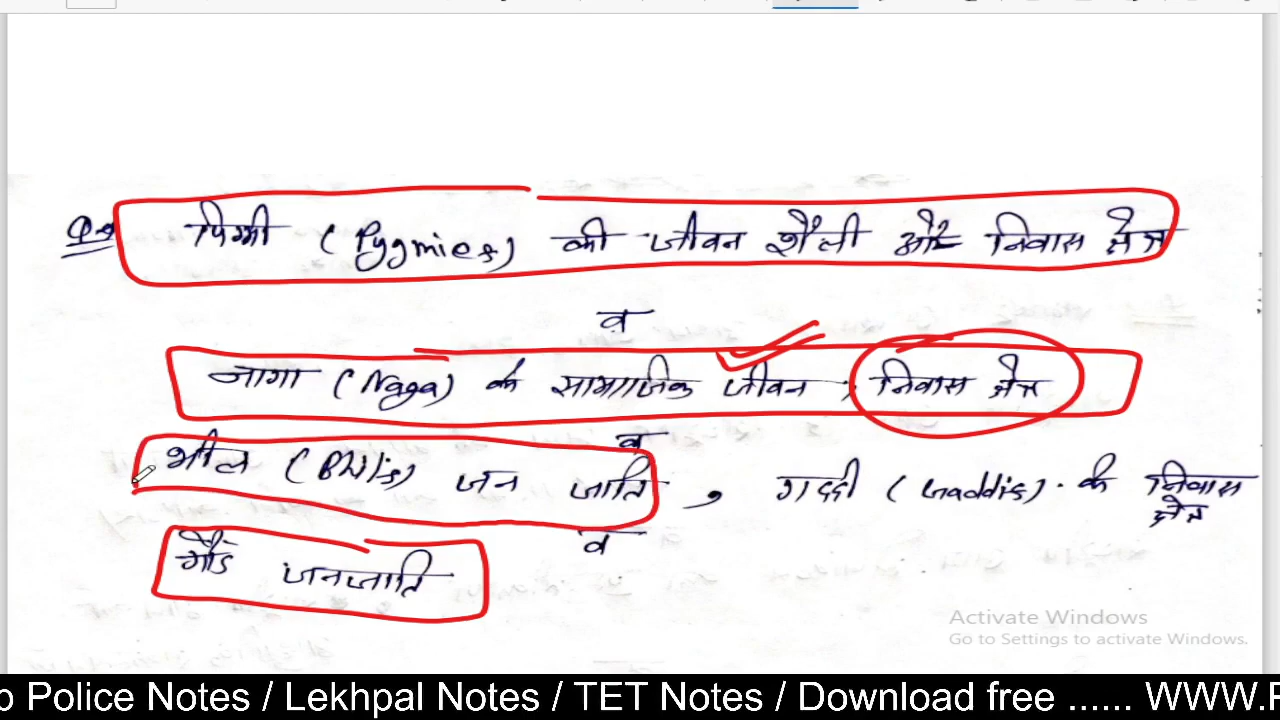 Q-9 पिग्मी (Pygmies) की जीवन शैली और निवास क्षेत्र
व
नागा (Naga) के सामाजिक जीवन, निवास क्षेत्र
व
भील (Bhils) जन जाति, गद्दी (Gaddis). के निवास क्षेत्र
व
गोंड जनजाति
Activate Windows
Go to Settings to activate Windows.
Police Notes / Lekhpal Notes / TET Notes / Download free ...... WWW.